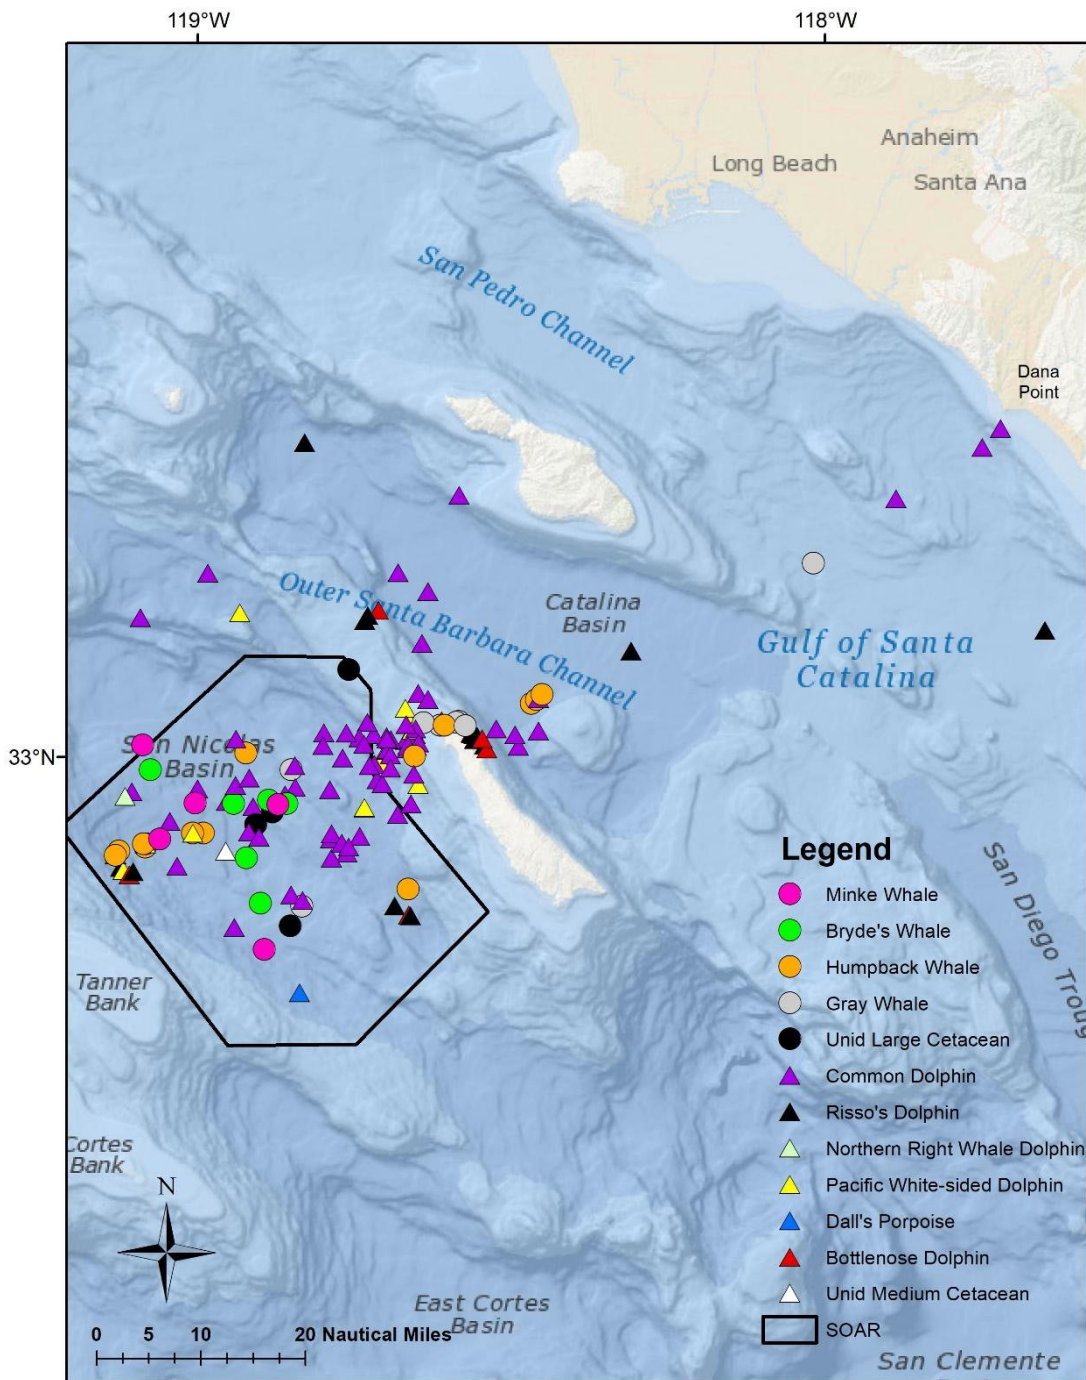 119°W
118°W
Anaheim
Long Beach
Santa Ana
San Pedro Channel
Dana
Point
Outer Santa Barbara Channel
Catalina
Basin
Gulf of Santa
Catalina
33°N
San Nicolas
Basin
Legend
Minke Whale
Bryde's Whale
Humpback Whale
Gray Whale
Unid Large Cetacean
Common Dolphin
Risso's Dolphin
Northern Right Whale Dolphin
Pacific White-sided Dolphin
Dall's Porpoise
Bottlenose Dolphin
Unid Medium Cetacean
SOAR
San Diego Troug
Tanner
Bank
Cortes
Bank
N
0 5 10 20 Nautical Miles
East Cortes
Basin
San Clemente